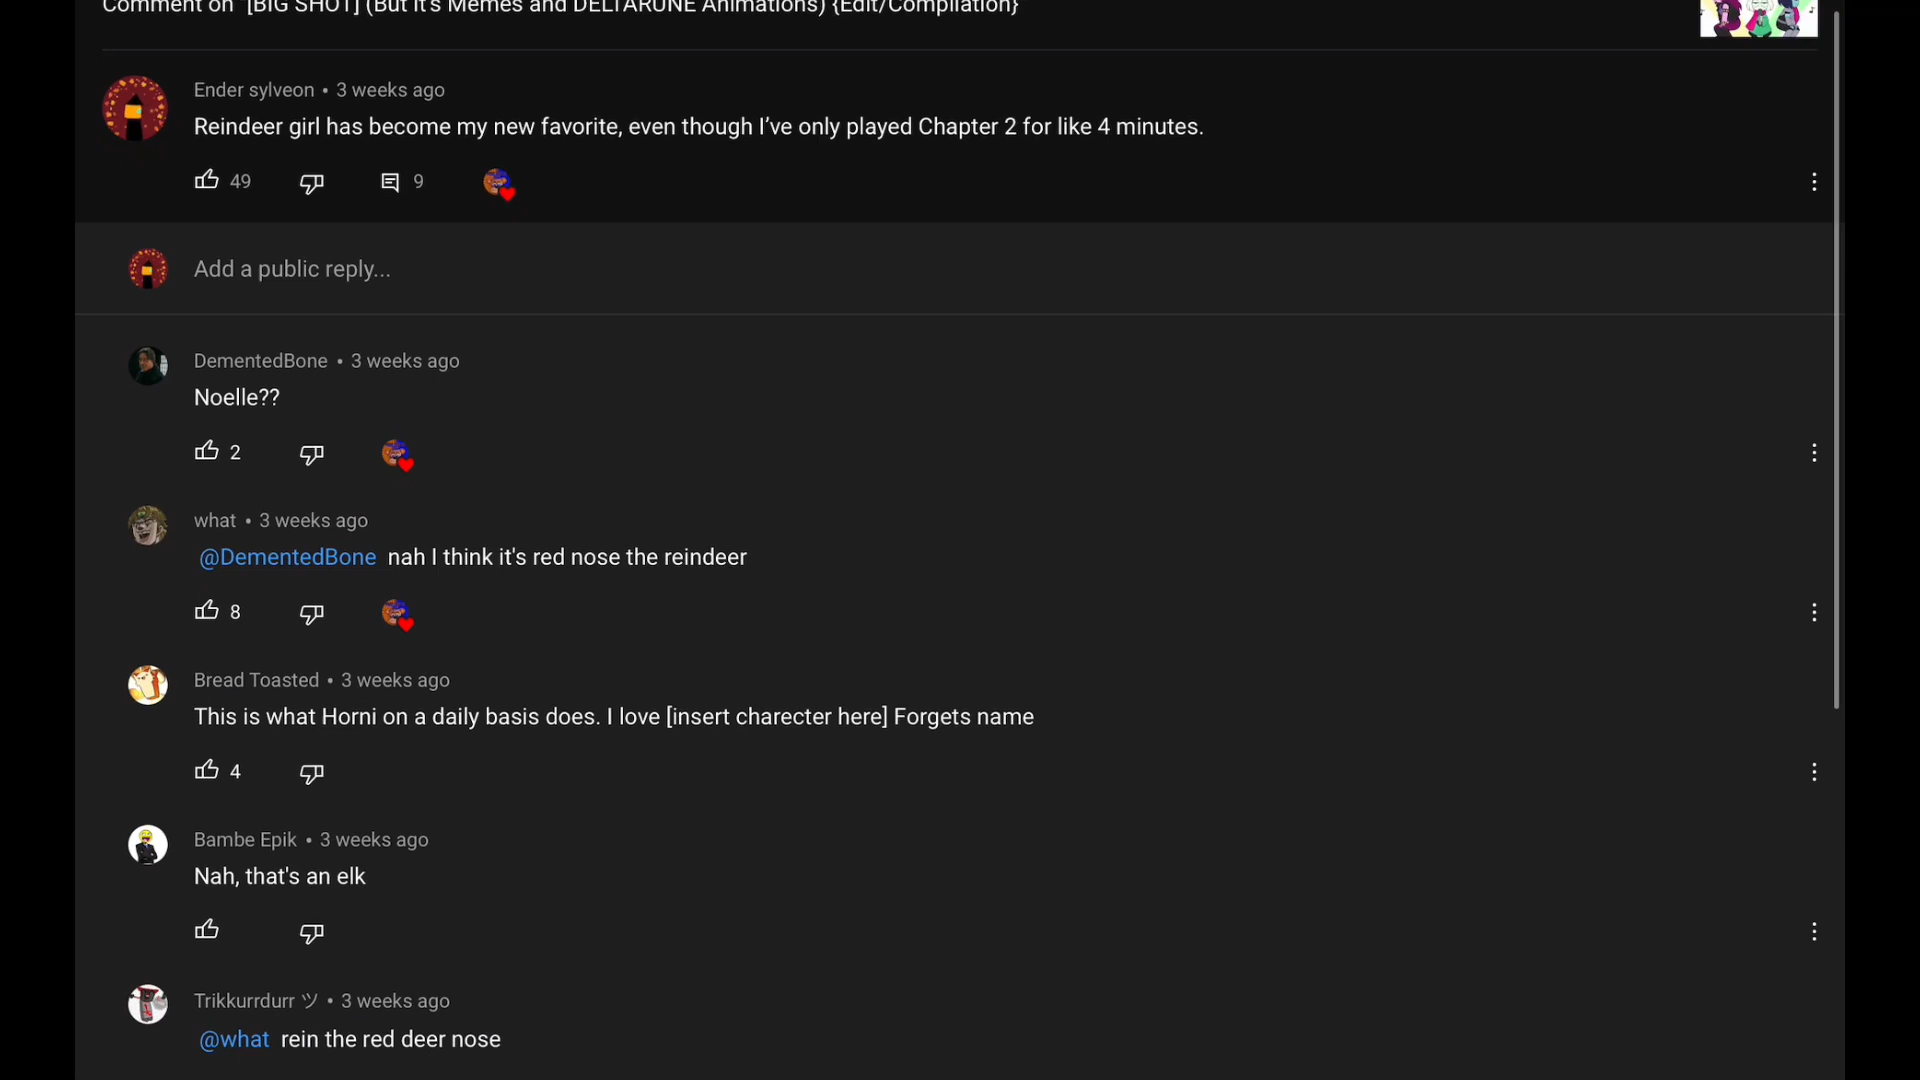 Comment on "[BIG SHOT] (But it's Memes and DELTARUNE Animations) {Edit/Compilation}
Ender sylveon • 3 weeks ago
Reindeer girl has become my new favorite, even though I’ve only played Chapter 2 for like 4 minutes.
49 9
Add a public reply...
DementedBone • 3 weeks ago
Noelle??
2
what • 3 weeks ago
@DementedBone nah I think it's red nose the reindeer
8
Bread Toasted • 3 weeks ago
This is what Horni on a daily basis does. I love [insert charecter here] Forgets name
4
Bambe Epik • 3 weeks ago
Nah, that's an elk
Trikkurrdurr ツ • 3 weeks ago
@what rein the red deer nose